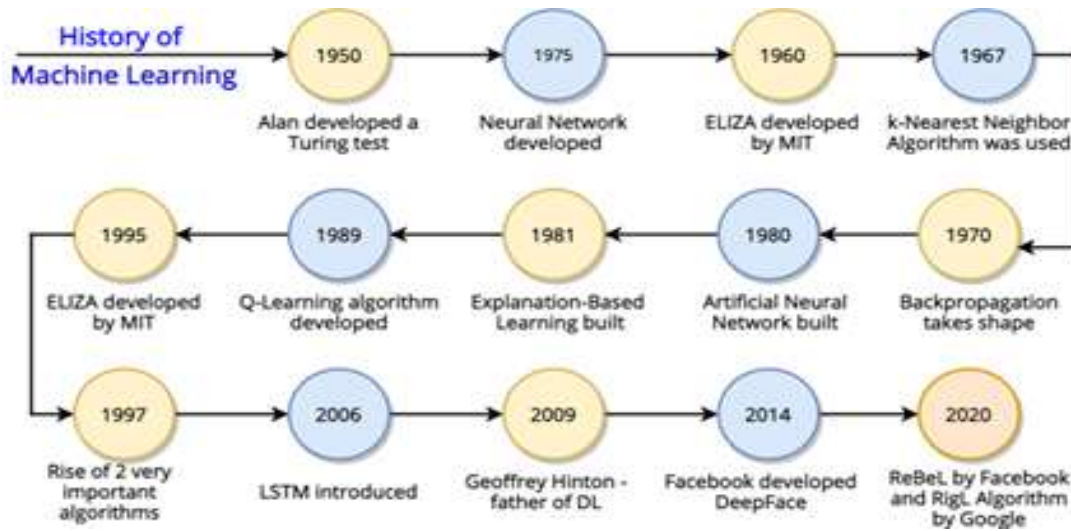 History of
Machine Learning
1950
1975
1960
1967
Alan developed a
Turing test
Neural Network
developed
ELIZA developed
by MIT
k-Nearest Neighbor
Algorithm was used
1995
1989
1981
1980
1970
ELIZA developed
by MIT
Q-Learning algorithm
developed
Explanation-Based
Learning built
Artificial Neural
Network built
Backpropagation
takes shape
1997
2006
2009
2014
2020
Rise of 2 very
important
algorithms
LSTM introduced
Geoffrey Hinton -
father of DL
Facebook developed
DeepFace
ReBeL by Facebook
and RigL Algorithm
by Google